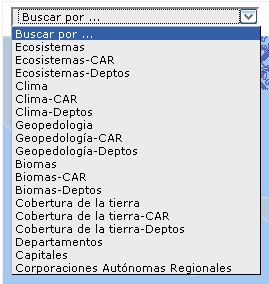 Buscar por ...
Buscar por ...
Ecosistemas
Ecosistemas-CAR
Ecosistemas-Deptos
Clima
Clima-CAR
Clima-Deptos
Geopedologia
Geopedología-CAR
Geopedología-Deptos
Biomas
Biomas-CAR
Biomas-Deptos
Cobertura de la tierra
Cobertura de la tierra-CAR
Cobertura de la tierra-Deptos
Departamentos
Capitales
Corporaciones Autónomas Regionales